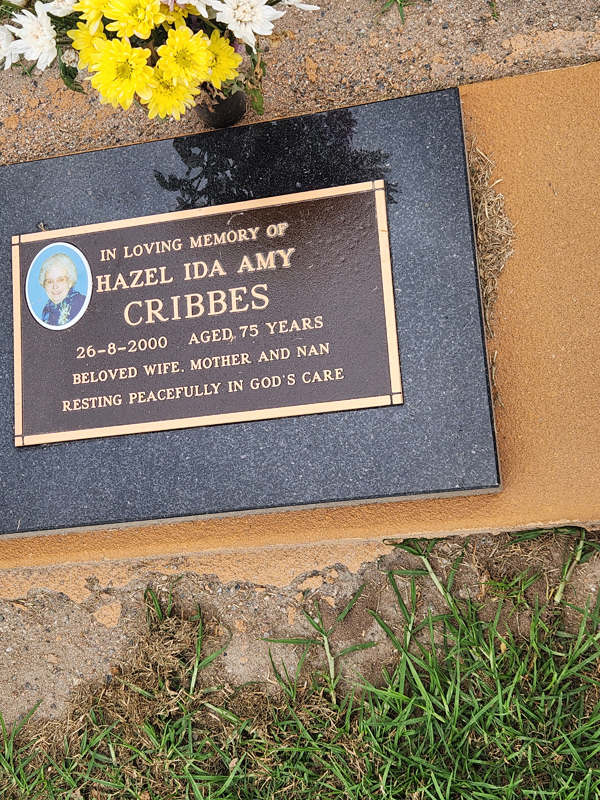 IN LOVING MEMORY OF
HAZEL IDA AMY
CRIBBES
26-8-2000 AGED 75 YEARS
BELOVED WIFE, MOTHER AND NAN
RESTING PEACEFULLY IN GOD'S CARE